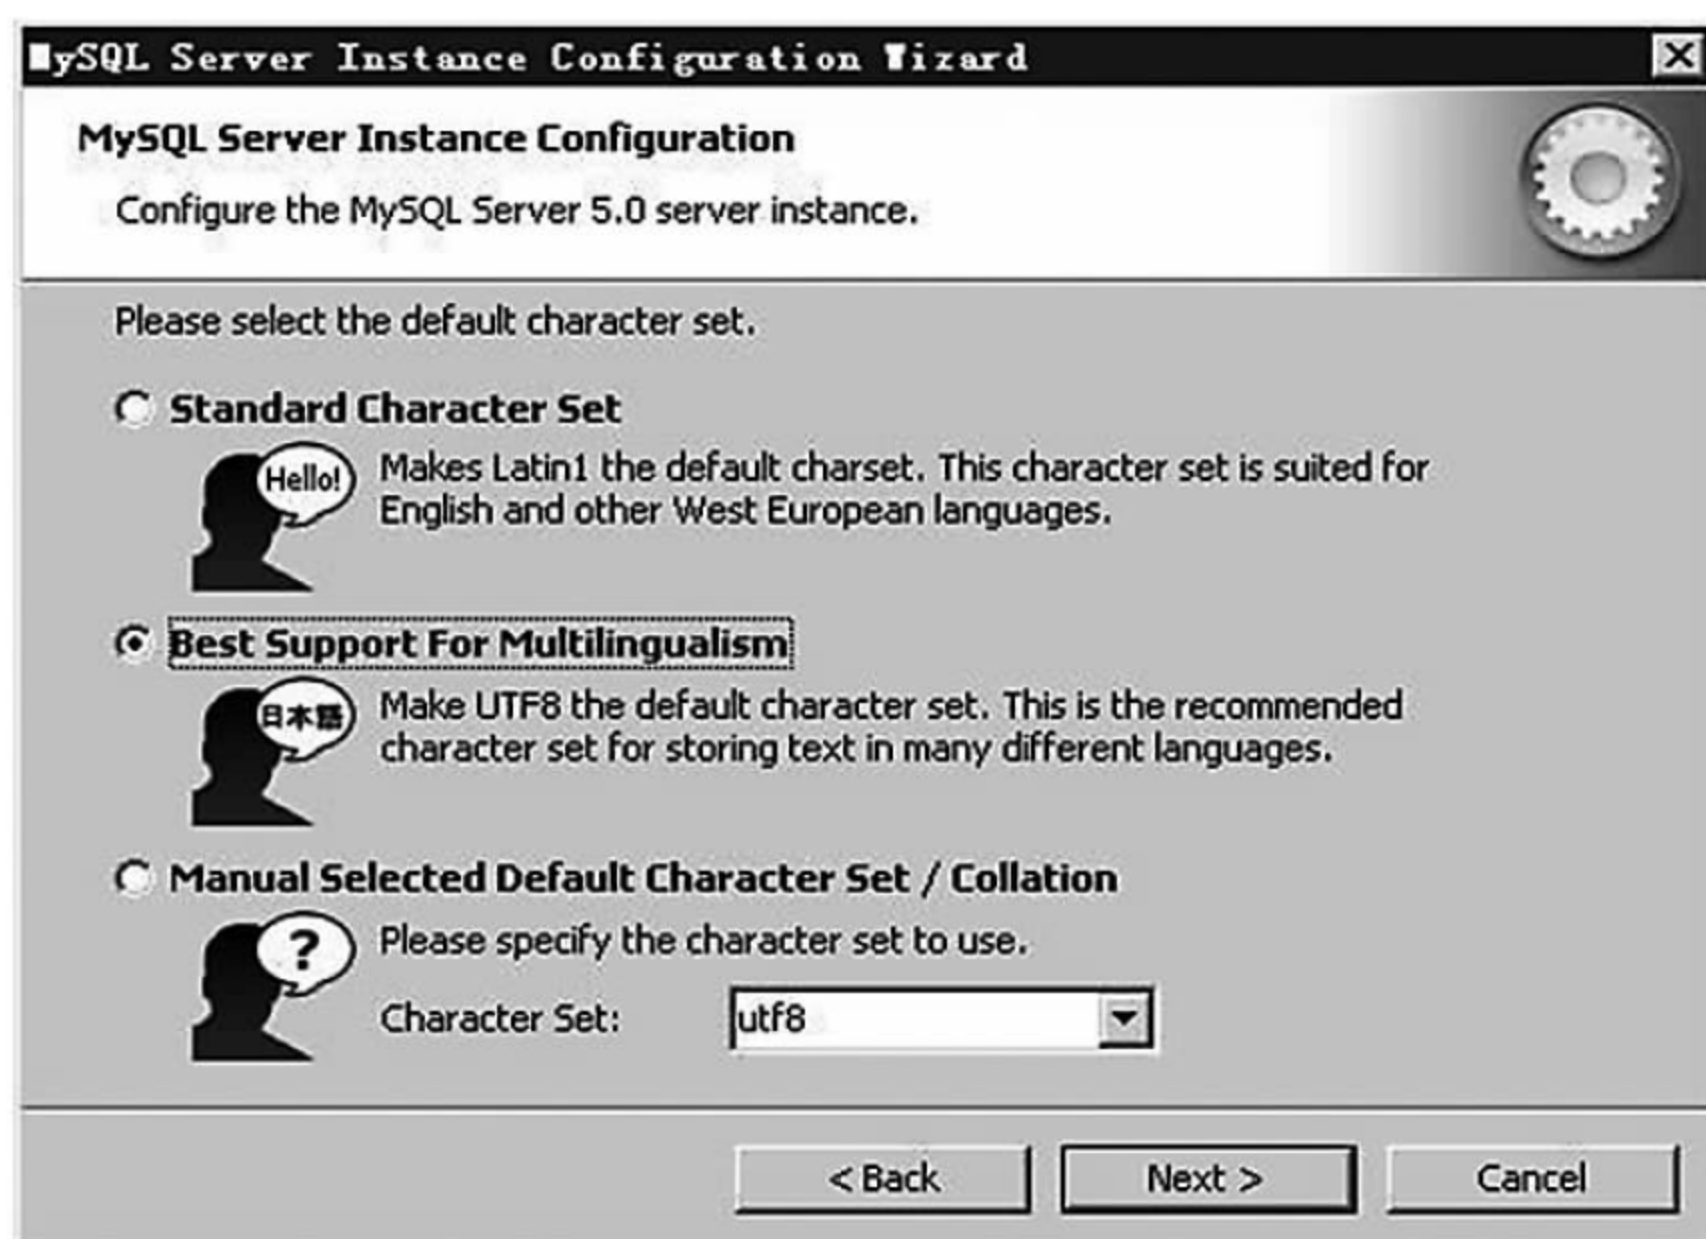 MySQL Server Instance Configuration Wizard
MySQL Server Instance Configuration
Configure the MySQL Server 5.0 server instance.
Please select the default character set.
Standard Character Set
Hello!
Makes Latin1 the default charset. This character set is suited for
English and other West European languages.
Best Support For Multilingualism
日本語
Make UTF8 the default character set. This is the recommended
character set for storing text in many different languages.
Manual Selected Default Character Set / Collation
?
Please specify the character set to use.
Character Set: utf8
< Back Next > Cancel